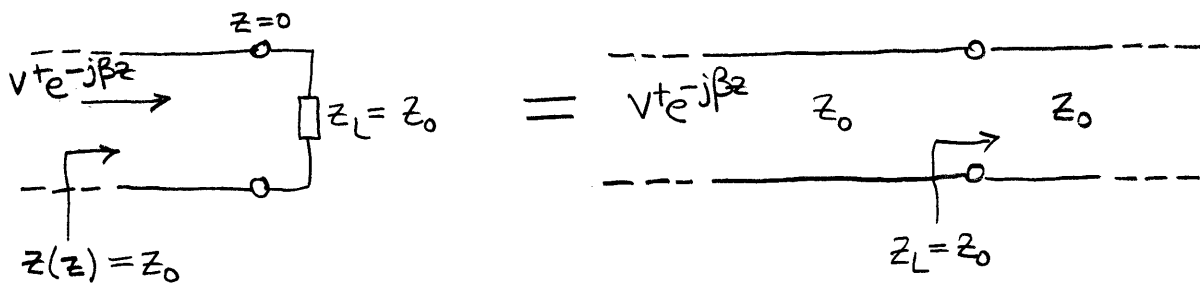 z=0
V⁺e^{-jβz}
Z_L = Z_0
Z(z) = Z_0
=
V⁺e^{-jβz}
Z_0
Z_0
Z_L = Z_0